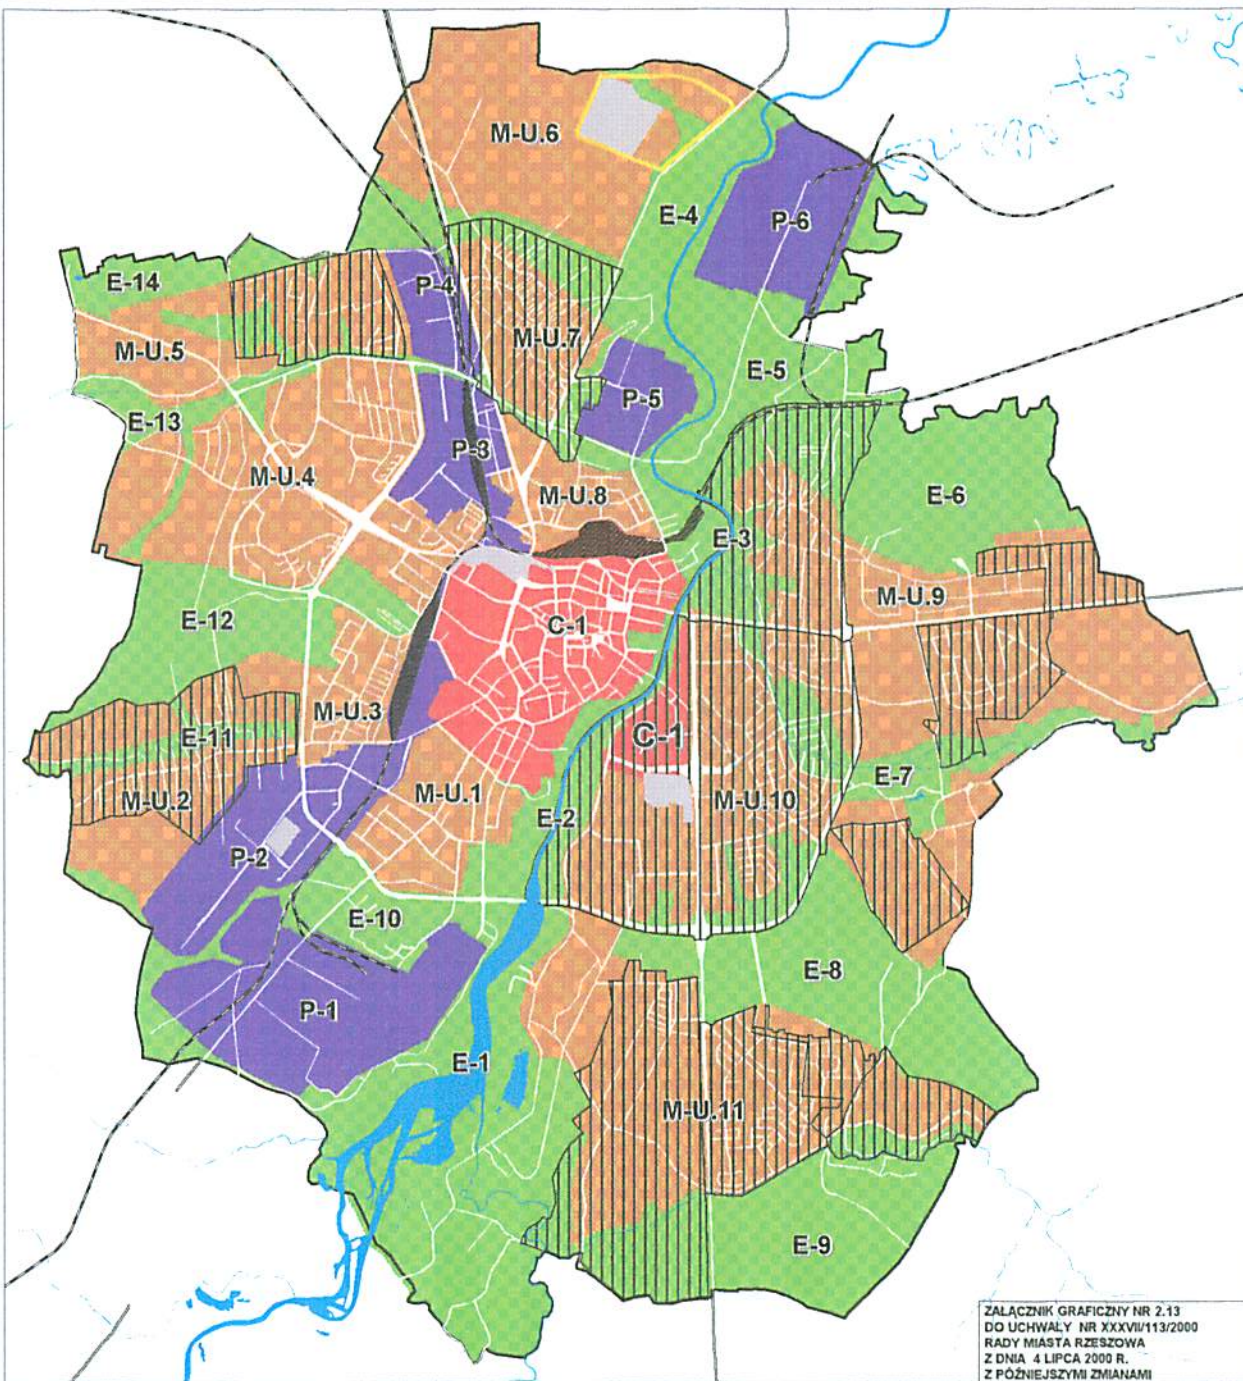 M-U.6
E-4
P-6
E-14
P-4
M-U.5
M-U.7
E-5
P-5
E-13
P-3
M-U.4
M-U.8
E-6
E-3
M-U.9
E-12
C-1
M-U.3
E-11
C-1
E-7
M-U.2
M-U.1
M-U.10
E-2
P-2
E-10
E-8
P-1
E-1
M-U.11
E-9
ZAŁĄCZNIK GRAFICZNY NR 2.13
DO UCHWAŁY NR XXXVII/113/2000
RADY MIASTA RZESZOWA
Z DNIA 4 LIPCA 2000 R.
Z PÓŹNIEJSZYMI ZMIANAMI